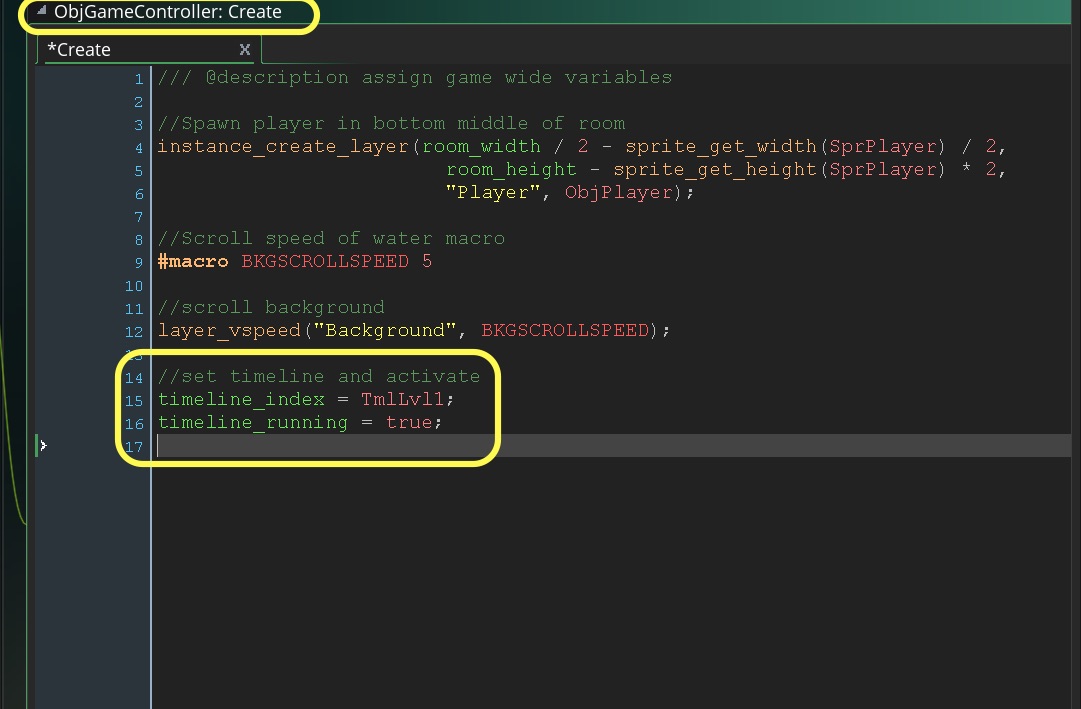 ObjGameController: Create
*Create X
1 /// @description assign game wide variables
2
3 //Spawn player in bottom middle of room
4 instance_create_layer(room_width / 2 - sprite_get_width(SprPlayer) / 2,
5 room_height - sprite_get_height(SprPlayer) * 2,
6 "Player", ObjPlayer);
7
8 //Scroll speed of water macro
9 #macro BKGSCROLLSPEED 5
10
11 //scroll background
12 layer_vspeed("Background", BKGSCROLLSPEED);
13
14 //set timeline and activate
15 timeline_index = TmlLvl1;
16 timeline_running = true;
17